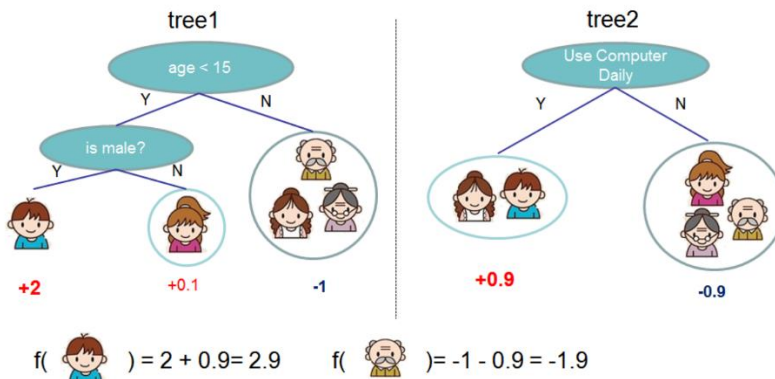 tree1
tree2
age < 15
Use Computer
Daily
Y
N
Y
N
is male?
Y
N
+2
+0.1
-1
+0.9
-0.9
f( ) = 2 + 0.9= 2.9
f( )= -1 - 0.9 = -1.9